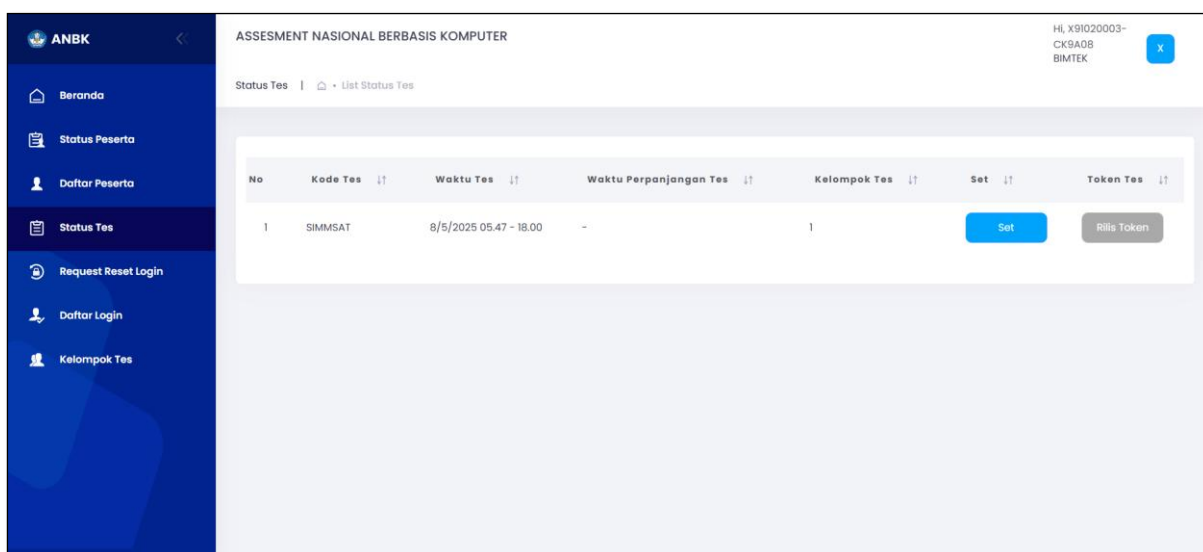 ANBK
ASSESMENT NASIONAL BERBASIS KOMPUTER
Hi, X91020003-
CK9A08
BIMTEK
X
Status Tes | • List Status Tes
Beranda
Status Peserta
Daftar Peserta
Status Tes
Request Reset Login
Daftar Login
Kelompok Tes
No Kode Tes Waktu Tes Waktu Perpanjangan Tes Kelompok Tes Set Token Tes
1 SIMMSAT 8/5/2025 05.47 - 18.00 - 1 Set Rilis Token